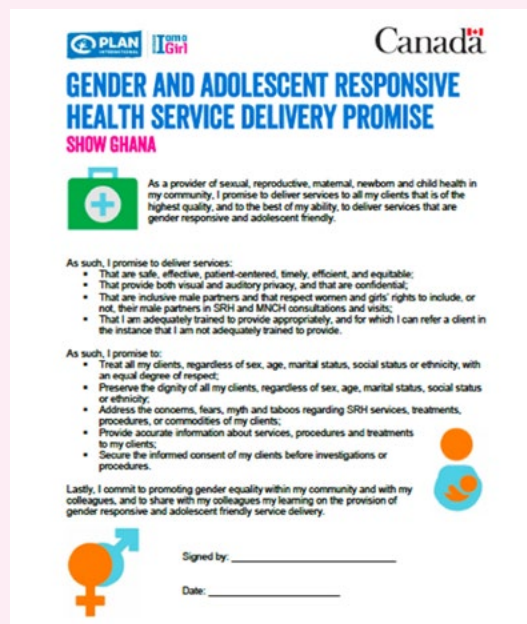 PLAN
INTERNATIONAL
I am a
Girl
Canada
GENDER AND ADOLESCENT RESPONSIVE
HEALTH SERVICE DELIVERY PROMISE
SHOW GHANA
As a provider of sexual, reproductive, maternal, newborn and child health in
my community, I promise to deliver services to all my clients that is of the
highest quality, and to the best of my ability, to deliver services that are
gender responsive and adolescent friendly.
As such, I promise to deliver services:
▪ That are safe, effective, patient-centered, timely, efficient, and equitable;
▪ That provide both visual and auditory privacy, and that are confidential;
▪ That are inclusive male partners and that respect women and girls' rights to include, or
not, their male partners in SRH and MNCH consultations and visits;
▪ That I am adequately trained to provide appropriately, and for which I can refer a client in
the instance that I am not adequately trained to provide.
As such, I promise to:
▪ Treat all my clients, regardless of sex, age, marital status, social status or ethnicity, with
an equal degree of respect;
▪ Preserve the dignity of all my clients, regardless of sex, age, marital status, social status
or ethnicity;
▪ Address the concerns, fears, myth and taboos regarding SRH services, treatments,
procedures, or commodities of my clients;
▪ Provide accurate information about services, procedures and treatments
to my clients;
▪ Secure the informed consent of my clients before investigations or
procedures.
Lastly, I commit to promoting gender equality within my community and with my
colleagues, and to share with my colleagues my learning on the provision of
gender responsive and adolescent friendly service delivery.
Signed by:
Date: